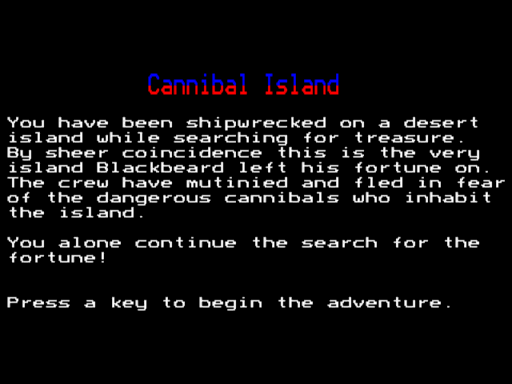 Cannibal Island
You have been shipwrecked on a desert
island while searching for treasure.
By sheer coincidence this is the very
island Blackbeard left his fortune on.
The crew have mutinied and fled in fear
of the dangerous cannibals who inhabit
the island.
You alone continue the search for the
fortune!
Press a key to begin the adventure.